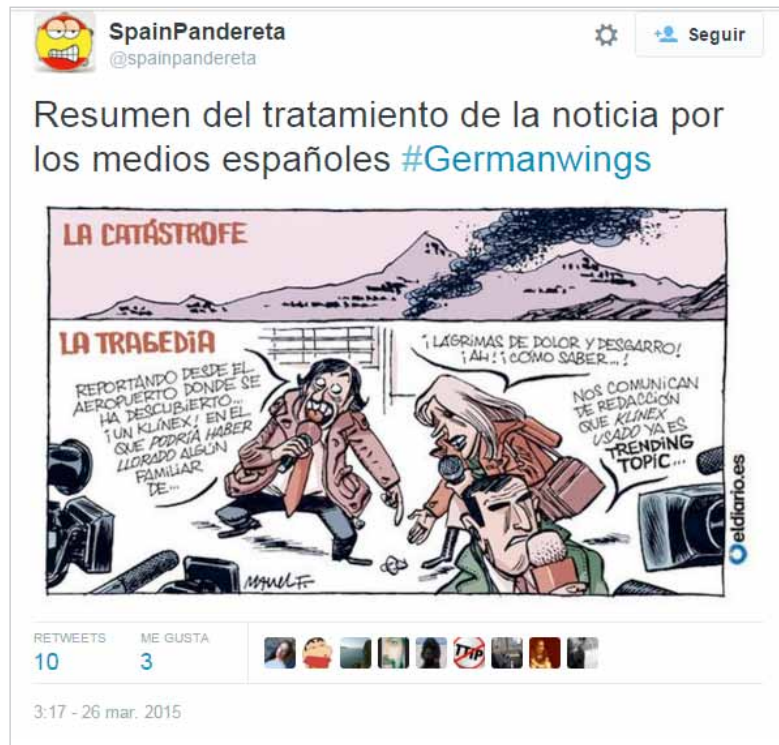 SpainPandereta
@spainpandereta
Seguir
Resumen del tratamiento de la noticia por
los medios españoles #Germanwings
LA CATÁSTROFE
LA TRAGEDIA
REPORTANDO DESDE EL
AEROPUERTO DONDE SE
HA DESCUBIERTO...
¡UN KLÍNEX! EN EL
QUE PODRÍA HABER
LLORADO ALGÚN
FAMILIAR
DE...
¡LÁGRIMAS DE DOLOR Y DESGARRO!
¡AH! ¡CÓMO SABER...!
NOS COMUNICAN
DE REDACCIÓN
QUE KLÍNEX
USADO YA ES
TRENDING
TOPIC...
eldiario.es
MANEL F.
RETWEETS
10
ME GUSTA
3
TTIP
3:17 - 26 mar. 2015